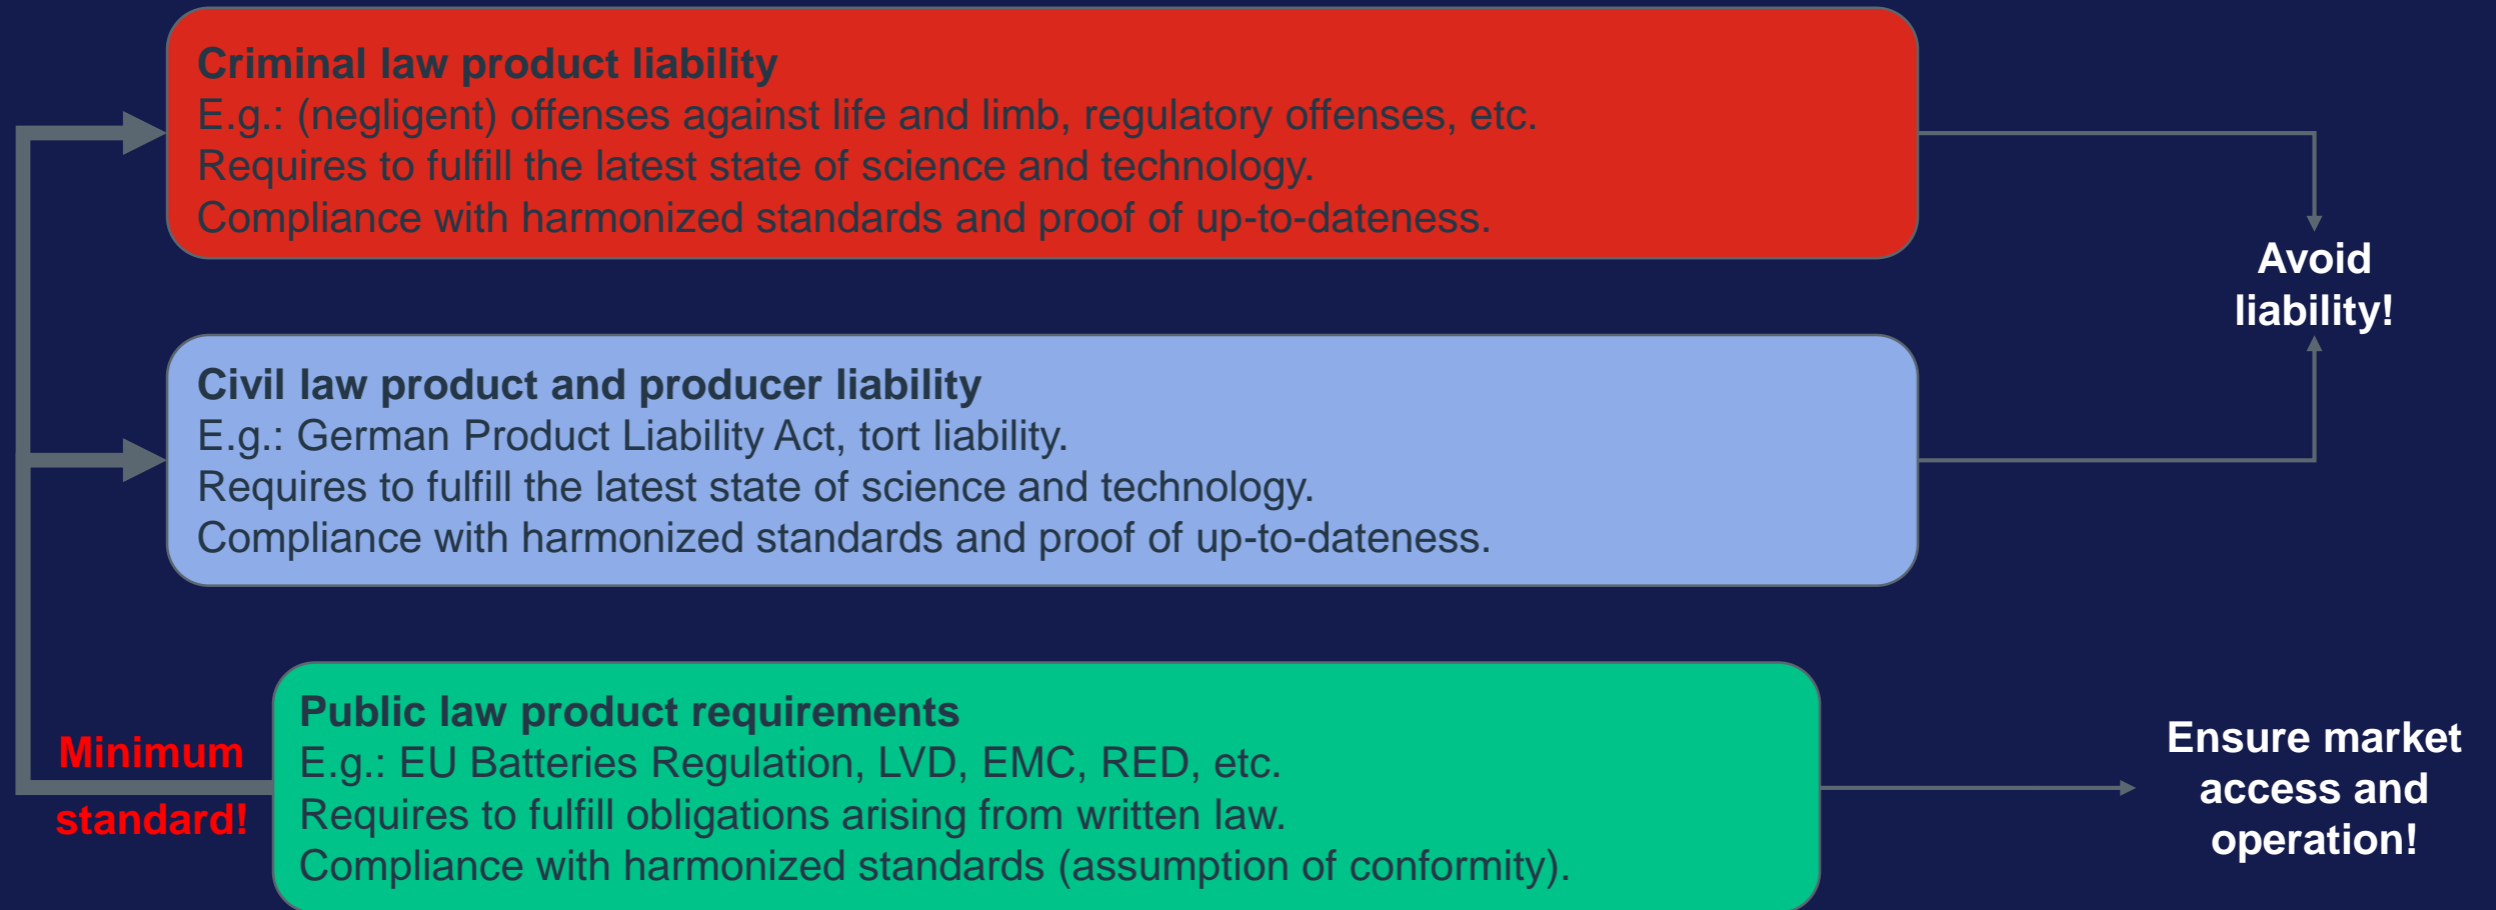 Criminal law product liability
E.g.: (negligent) offenses against life and limb, regulatory offenses, etc.
Requires to fulfill the latest state of science and technology.
Compliance with harmonized standards and proof of up-to-dateness.
Avoid
liability!
Civil law product and producer liability
E.g.: German Product Liability Act, tort liability.
Requires to fulfill the latest state of science and technology.
Compliance with harmonized standards and proof of up-to-dateness.
Minimum
standard!
Public law product requirements
E.g.: EU Batteries Regulation, LVD, EMC, RED, etc.
Requires to fulfill obligations arising from written law.
Compliance with harmonized standards (assumption of conformity).
Ensure market
access and
operation!